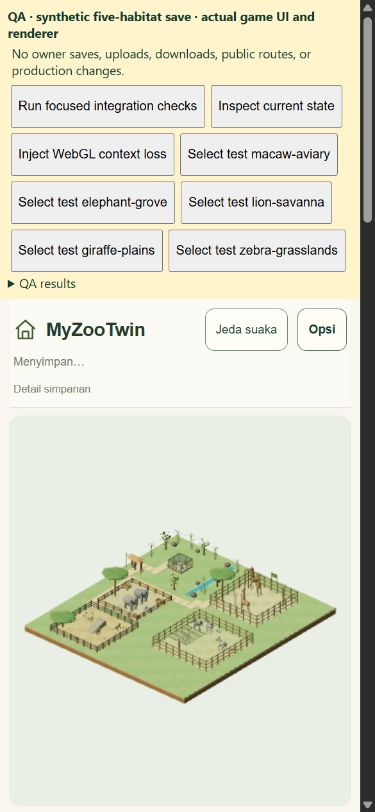 QA · synthetic five-habitat save · actual game UI and
renderer
No owner saves, uploads, downloads, public routes, or
production changes.
Run focused integration checks
Inspect current state
Inject WebGL context loss
Select test macaw-aviary
Select test elephant-grove
Select test lion-savanna
Select test giraffe-plains
Select test zebra-grasslands
QA results
MyZooTwin
Jeda suaka
Opsi
Menyimpan…
Detail simpanan